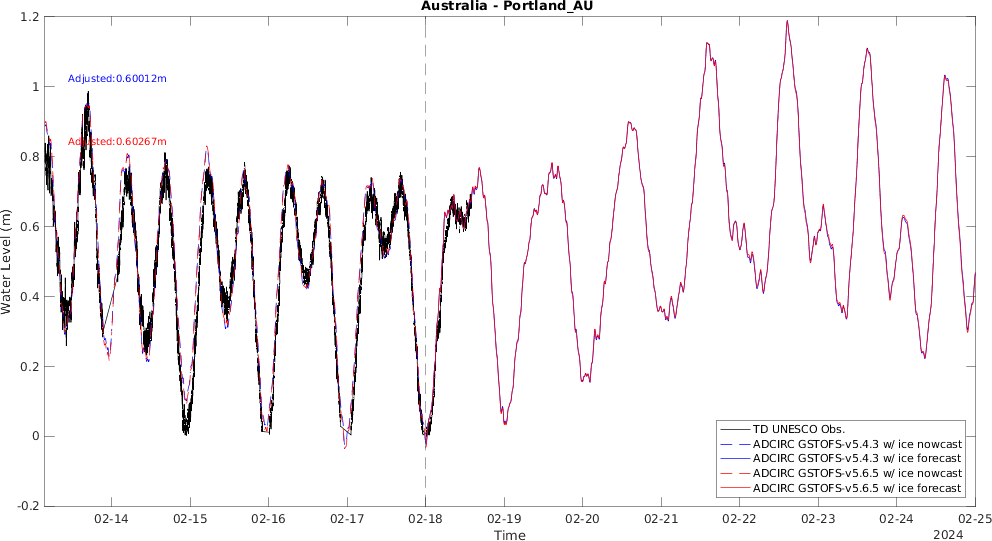 Australia - Portland_AU
1.2
1
0.8
0.6
0.4
0.2
0
-0.2
Water Level (m)
Adjusted:0.60012m
Adjusted:0.60267m
TD UNESCO Obs.
ADCIRC GSTOFS-v5.4.3 w/ ice nowcast
ADCIRC GSTOFS-v5.4.3 w/ ice forecast
ADCIRC GSTOFS-v5.6.5 w/ ice nowcast
ADCIRC GSTOFS-v5.6.5 w/ ice forecast
02-14 02-15 02-16 02-17 02-18 02-19 02-20 02-21 02-22 02-23 02-24 02-25
Time
2024